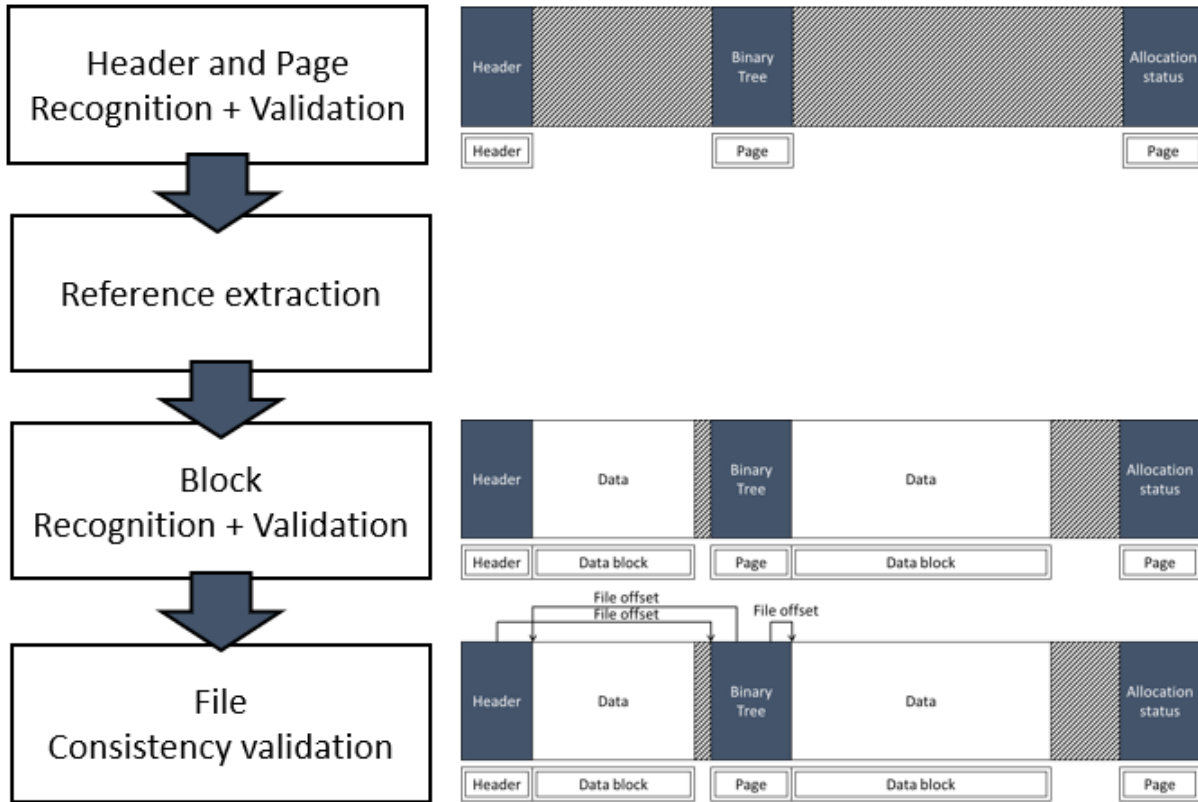 Header and Page
Recognition + Validation
Header
Binary
Tree
Allocation
status
Header
Page
Page
Reference extraction
Block
Recognition + Validation
Header
Data
Binary
Tree
Data
Allocation
status
Header
Data block
Page
Data block
Page
File
Consistency validation
File offset
File offset
File offset
Header
Data
Binary
Tree
Data
Allocation
status
Header
Data block
Page
Data block
Page